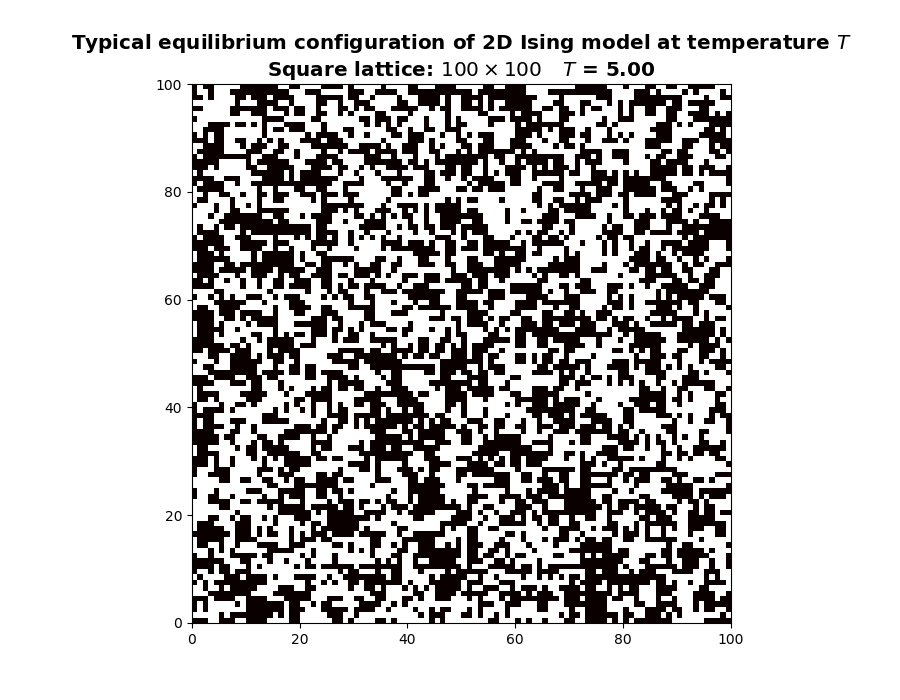 Typical equilibrium configuration of 2D Ising model at temperature T
Square lattice: 100 × 100 T = 5.00
100
80
60
40
20
0
0 20 40 60 80 100